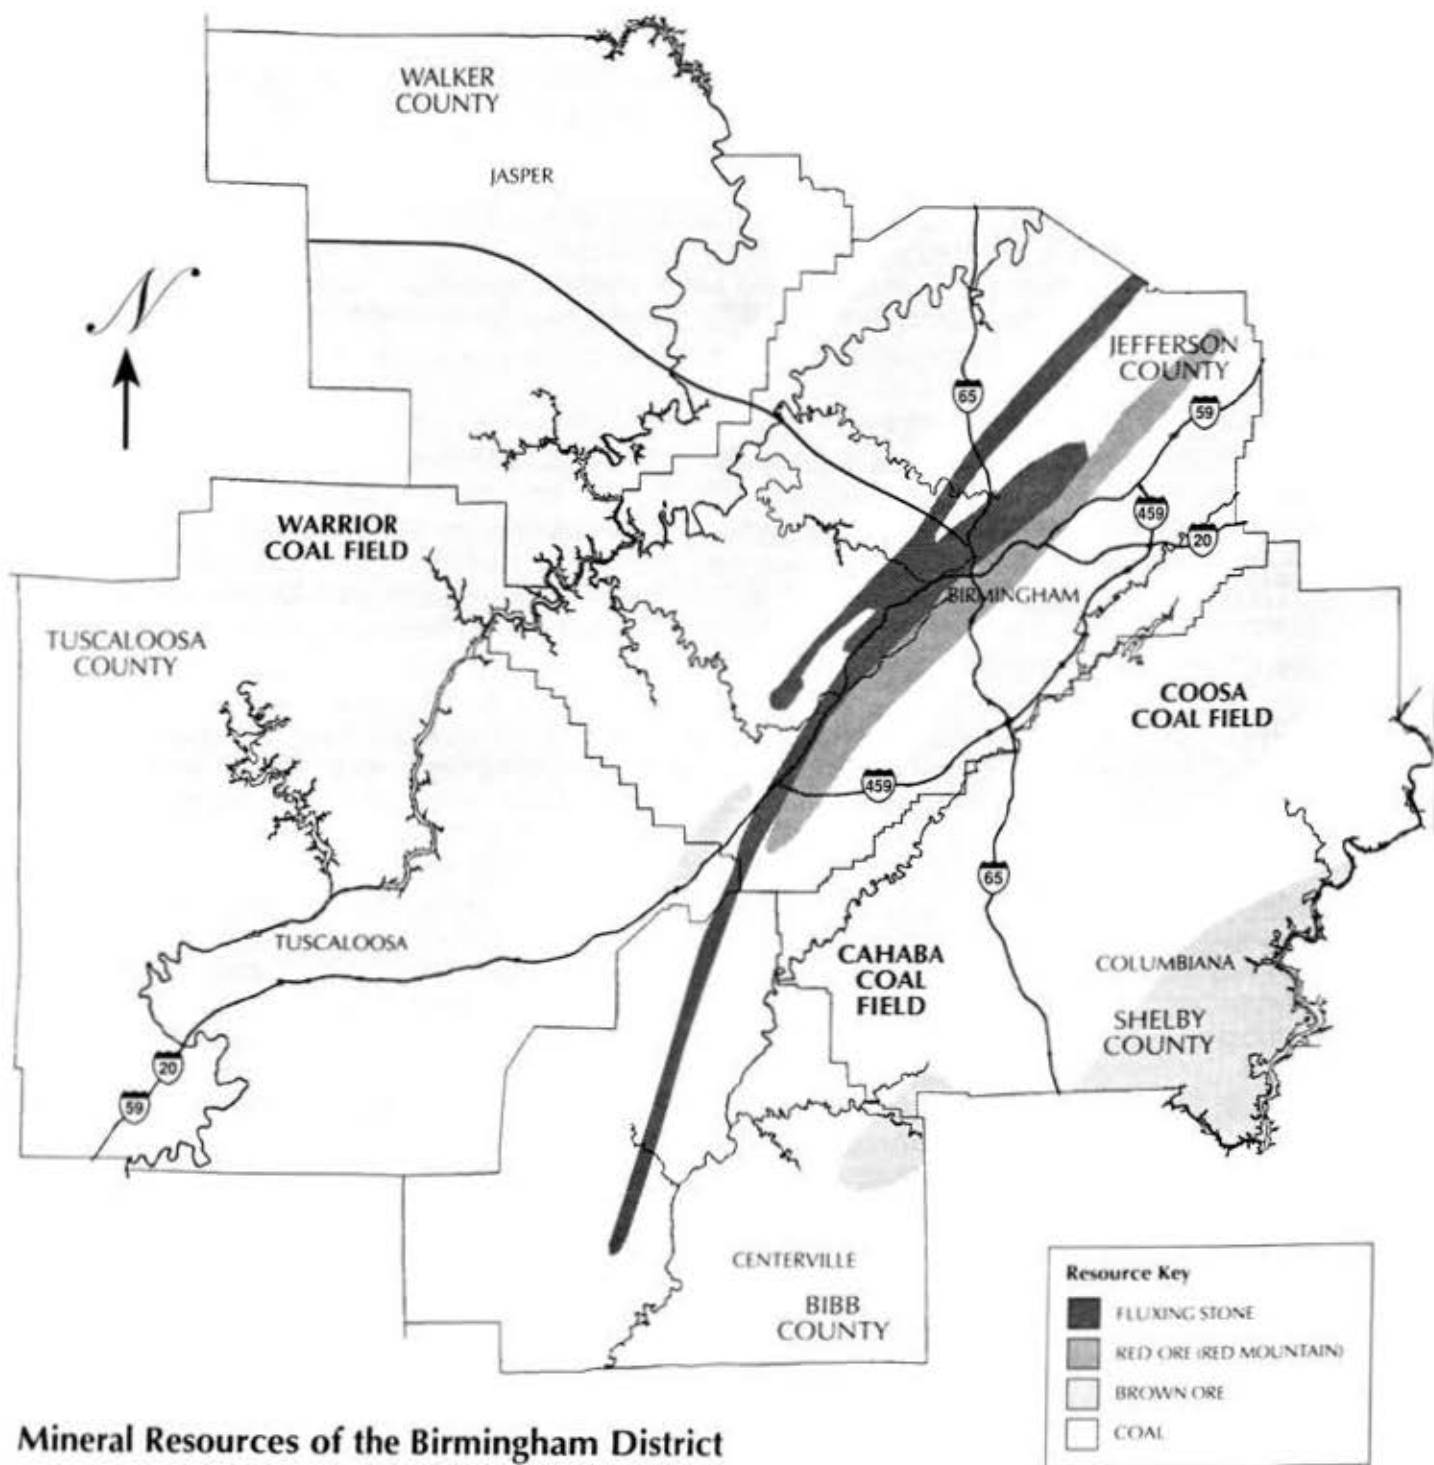 WALKER
COUNTY
JASPER
N
JEFFERSON
COUNTY
65
59
459
20
WARRIOR
COAL FIELD
BIRMINGHAM
TUSCALOOSA
COUNTY
COOSA
COAL FIELD
459
65
TUSCALOOSA
CAHABA
COAL
FIELD
COLUMBIANA
SHELBY
COUNTY
20
59
CENTERVILLE
BIBB
COUNTY
Resource Key
FLUXING STONE
RED ORE (RED MOUNTAIN)
BROWN ORE
COAL
Mineral Resources of the Birmingham District